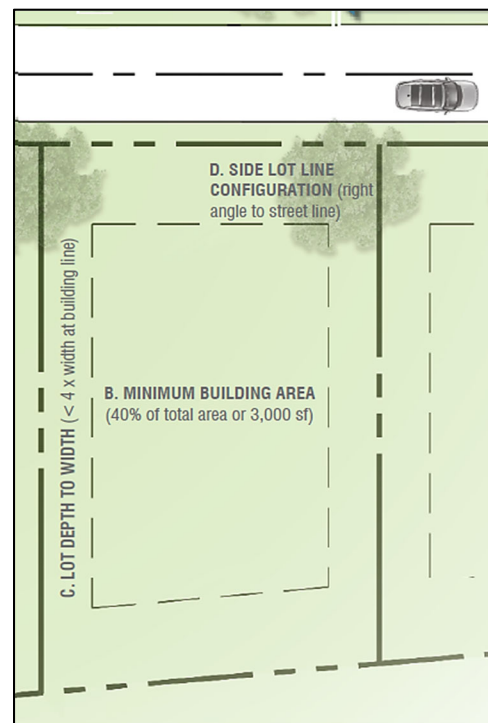 D. SIDE LOT LINE
CONFIGURATION (right
angle to street line)
C. LOT DEPTH TO WIDTH (< 4 x width at building line)
B. MINIMUM BUILDING AREA
(40% of total area or 3,000 sf)